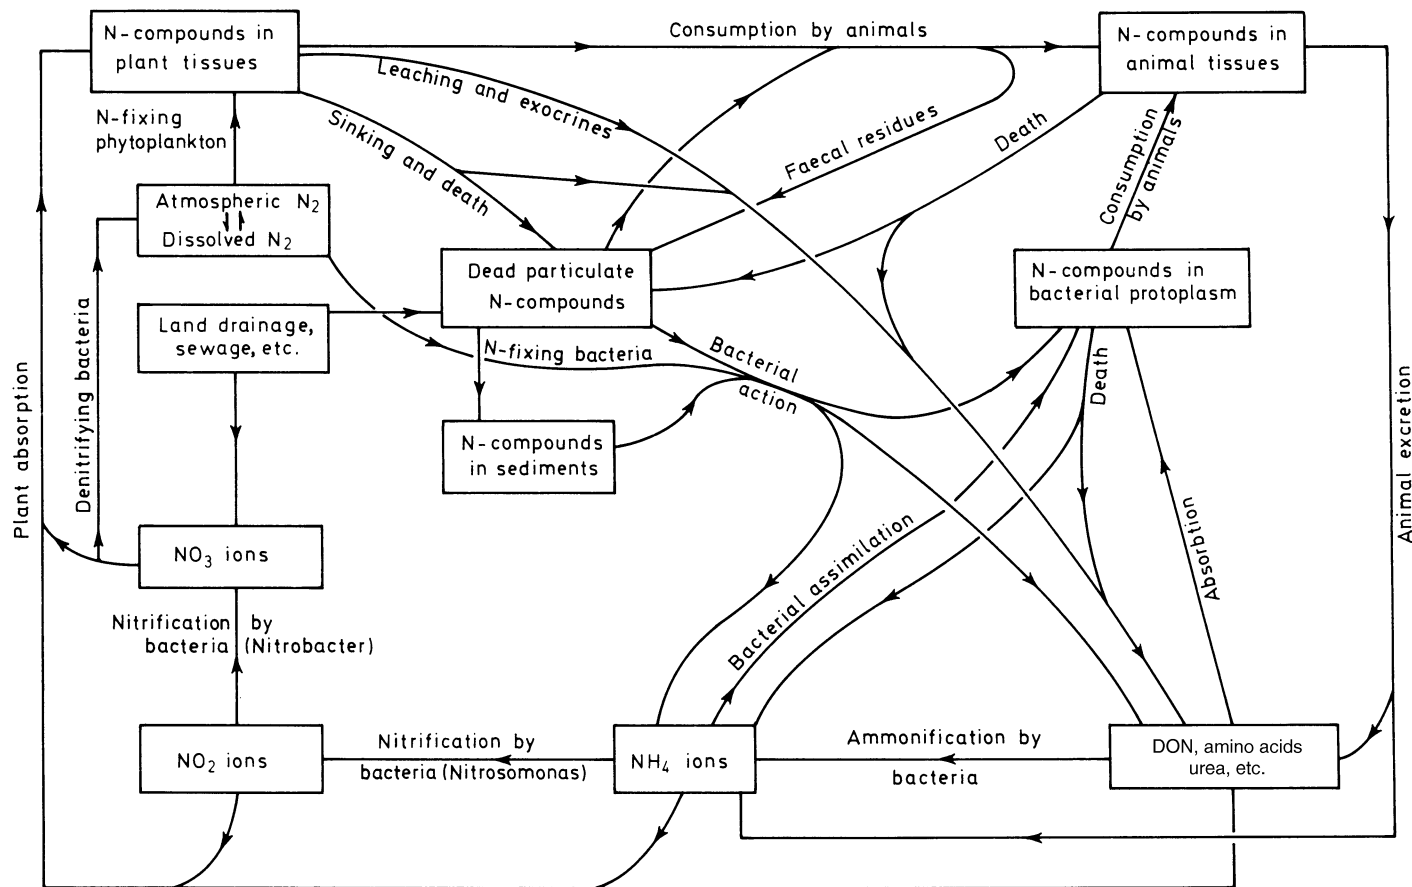 N-compounds in
plant tissues
Consumption by animals
N-compounds in
animal tissues
Leaching and exocrines
Sinking and death
N-fixing
phytoplankton
Faecal residues
Death
Consumption
by animals
Atmospheric N₂
Dissolved N₂
Dead particulate
N-compounds
N-compounds in
bacterial protoplasm
Land drainage,
sewage, etc.
N-fixing bacteria
Bacterial
action
Death
Denitrifying bacteria
Plant absorption
Animal excretion
N-compounds
in sediments
NO₃ ions
Bacterial assimilation
Absorbtion
Nitrification by
bacteria (Nitrobacter)
NO₂ ions
Nitrification by
bacteria (Nitrosomonas)
NH₄ ions
Ammonification by
bacteria
DON, amino acids
urea, etc.